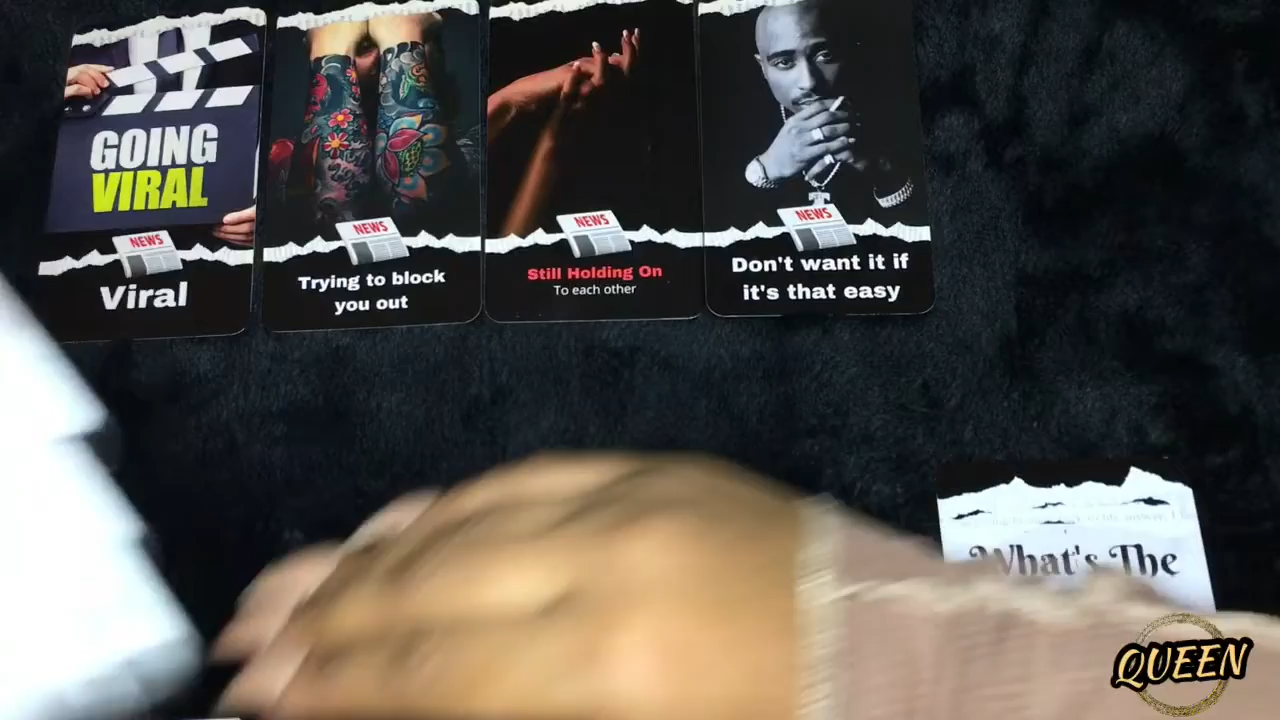 GOING
VIRAL
NEWS
Viral
NEWS
Trying to block
you out
NEWS
Still Holding On
To each other
NEWS
Don't want it if
it's that easy
What's The
QUEEN